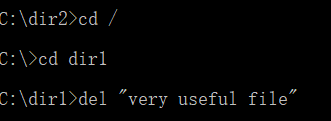 C:\dir2>cd /
C:\>cd dir1
C:\dir1>del "very useful file"